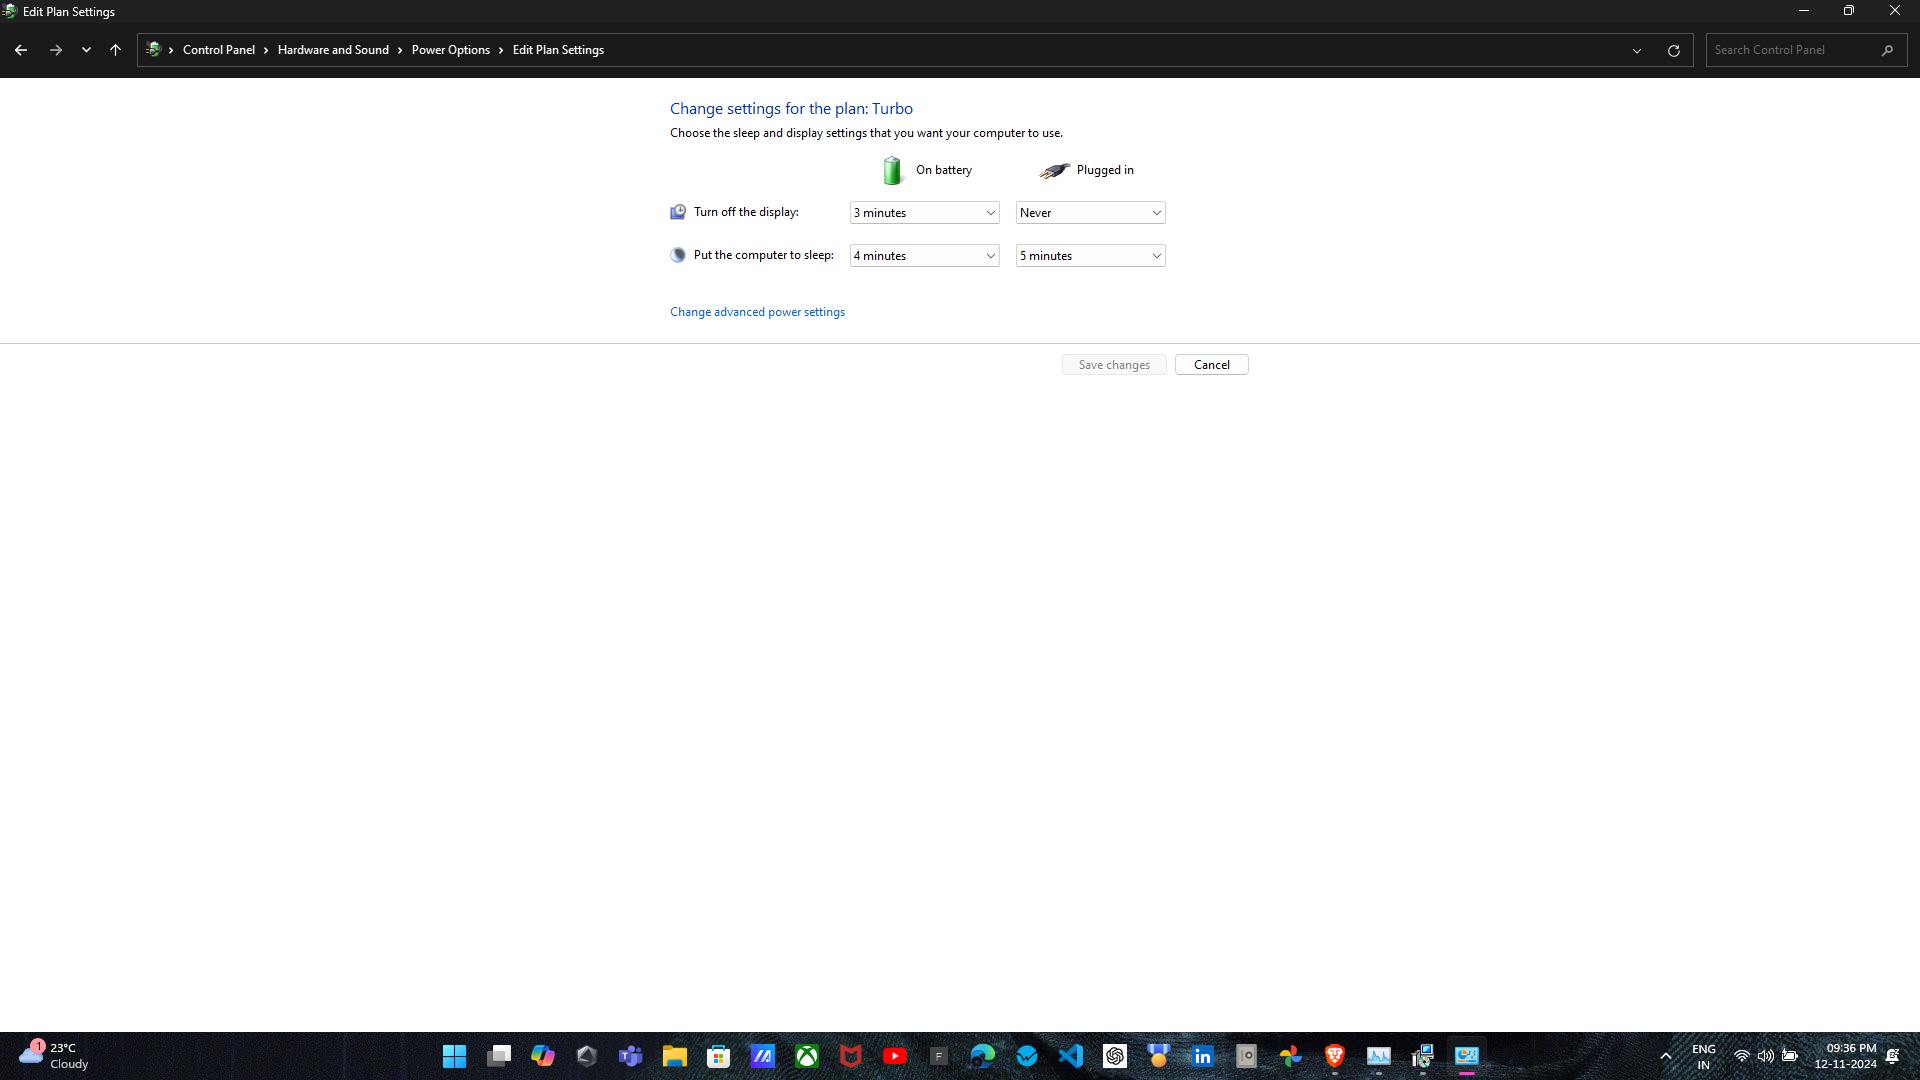 Edit Plan Settings
Control Panel > Hardware and Sound > Power Options > Edit Plan Settings
Search Control Panel
Change settings for the plan: Turbo
Choose the sleep and display settings that you want your computer to use.
On battery
Plugged in
Turn off the display:
3 minutes
Never
Put the computer to sleep:
4 minutes
5 minutes
Change advanced power settings
Save changes
Cancel
1
23°C
Cloudy
F
in
ENG
IN
09:36 PM
12-11-2024